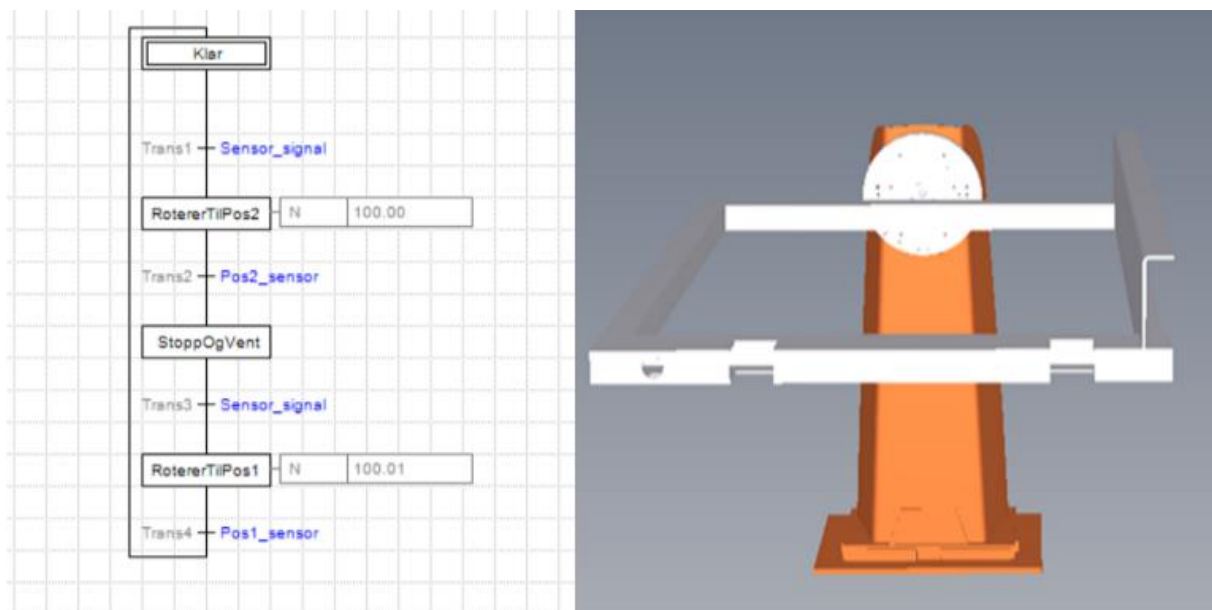 Klar
Trans1 Sensor_signal
RotererTilPos2 N 100.00
Trans2 Pos2_sensor
StoppOgVent
Trans3 Sensor_signal
RotererTilPos1 N 100.01
Trans4 Pos1_sensor